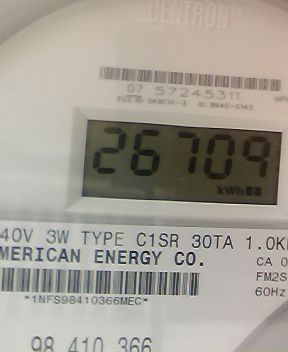 CENTRON
07 57245311
26709
kWh
40V 3W TYPE C1SR 30TA 1.0K
MERICAN ENERGY CO.
CA 0
*1NFS98410366MEC*
FM2S
60Hz
98 410 366